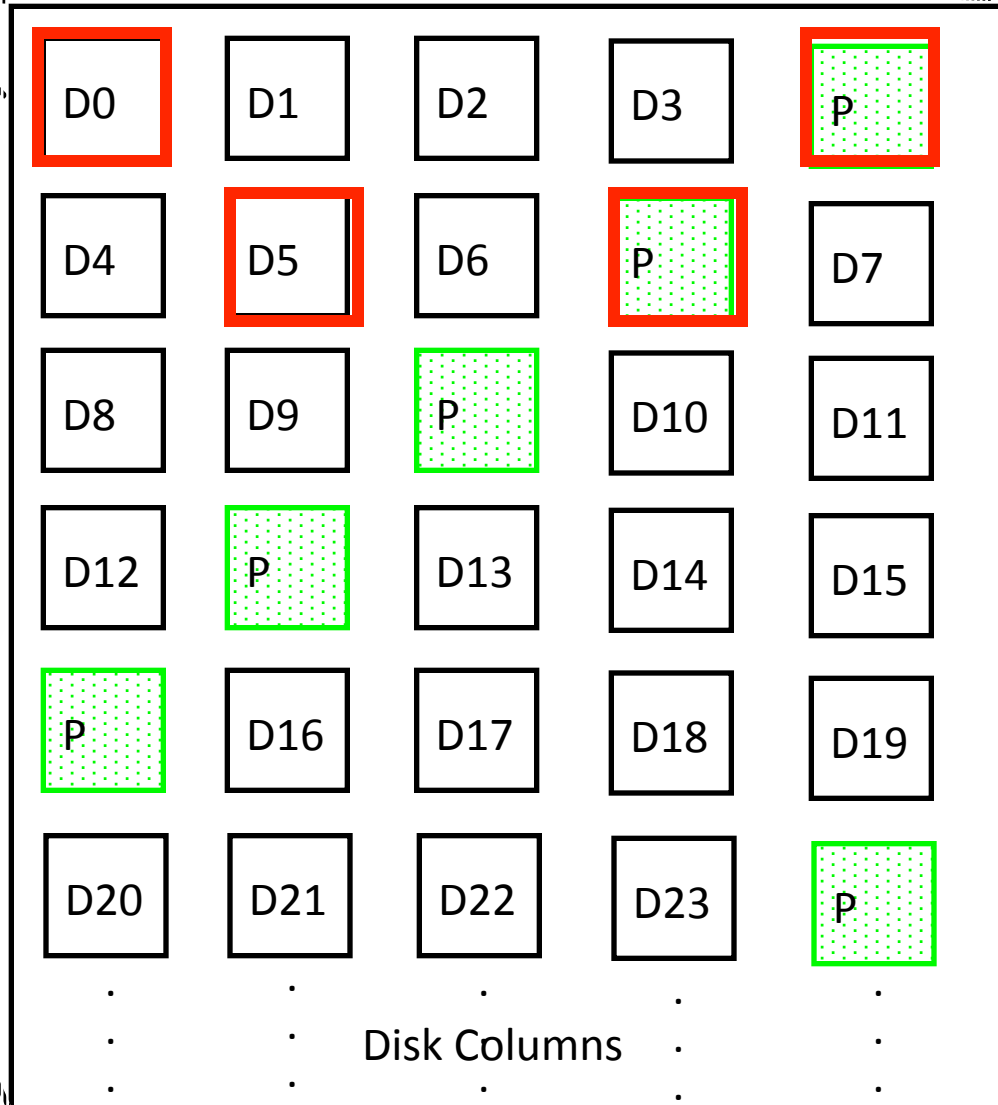 D0 D1 D2 D3 P
D4 D5 D6 P D7
D8 D9 P D10 D11
D12 P D13 D14 D15
P D16 D17 D18 D19
D20 D21 D22 D23 P
Disk Columns